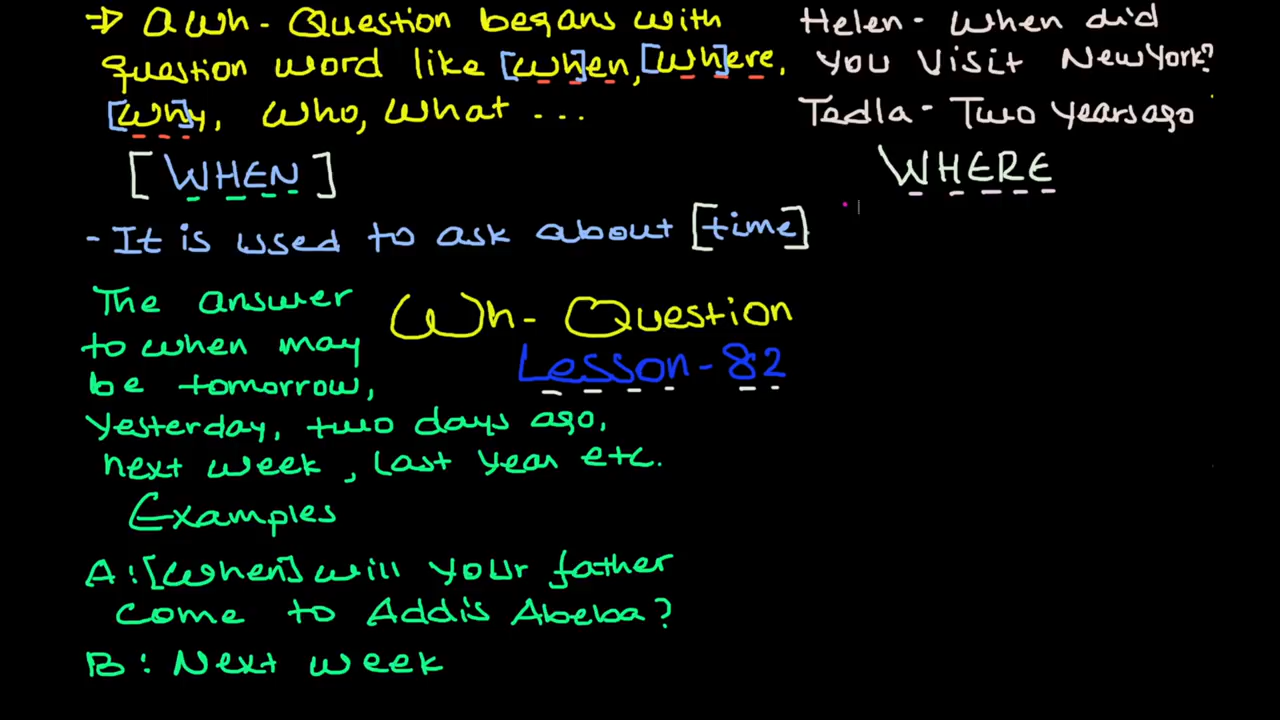 ⇒ A Wh - Question begans with
question word like [when], [where],
[why], who, what ...
[WHEN]
- It is used to ask about [time]
The answer
to when may
be tomorrow,
yesterday, two days ago,
next week, last year etc.
Examples
A: [When] will your father
come to Addis Abeba?
B: Next week
Wh- Question
Lesson - 82
Helen - When did
you visit New York?
Tedla - Two years ago
WHERE